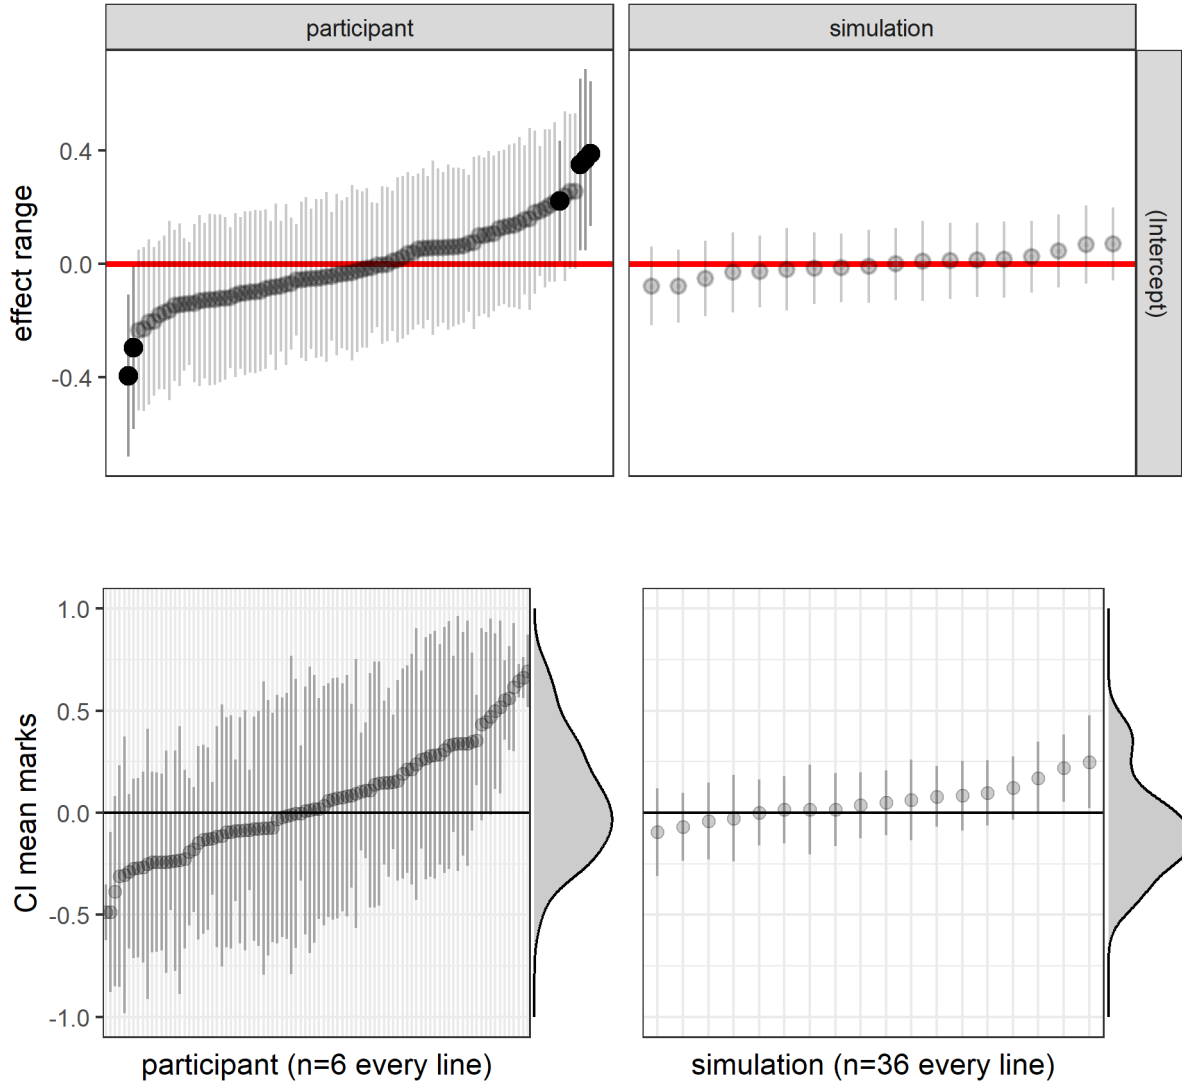 participant
simulation
effect range
0.4
0.0
-0.4
(Intercept)
CI mean marks
1.0
0.5
0.0
-0.5
-1.0
participant (n=6 every line)
simulation (n=36 every line)